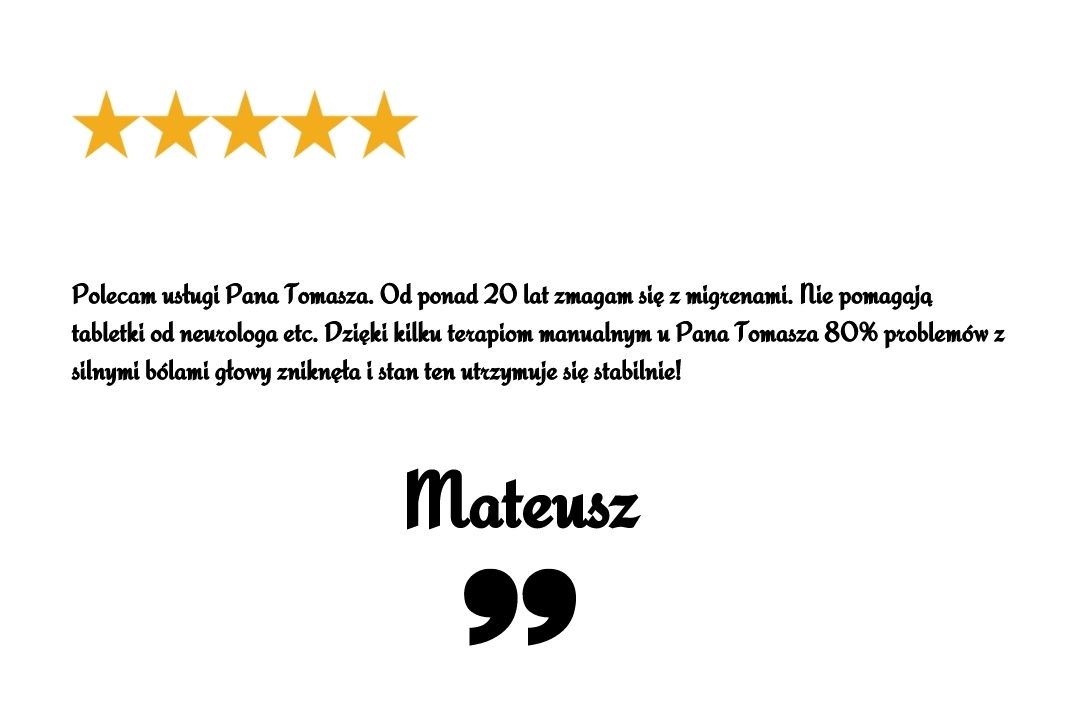 Polecam usługi Pana Tomasza. Od ponad 20 lat zmagam się z migrenami. Nie pomagają
tabletki od neurologa etc. Dzięki kilku terapiom manualnym u Pana Tomasza 80% problemów z
silnymi bólami głowy zniknęła i stan ten utrzymuje się stabilnie!
Mateusz
”